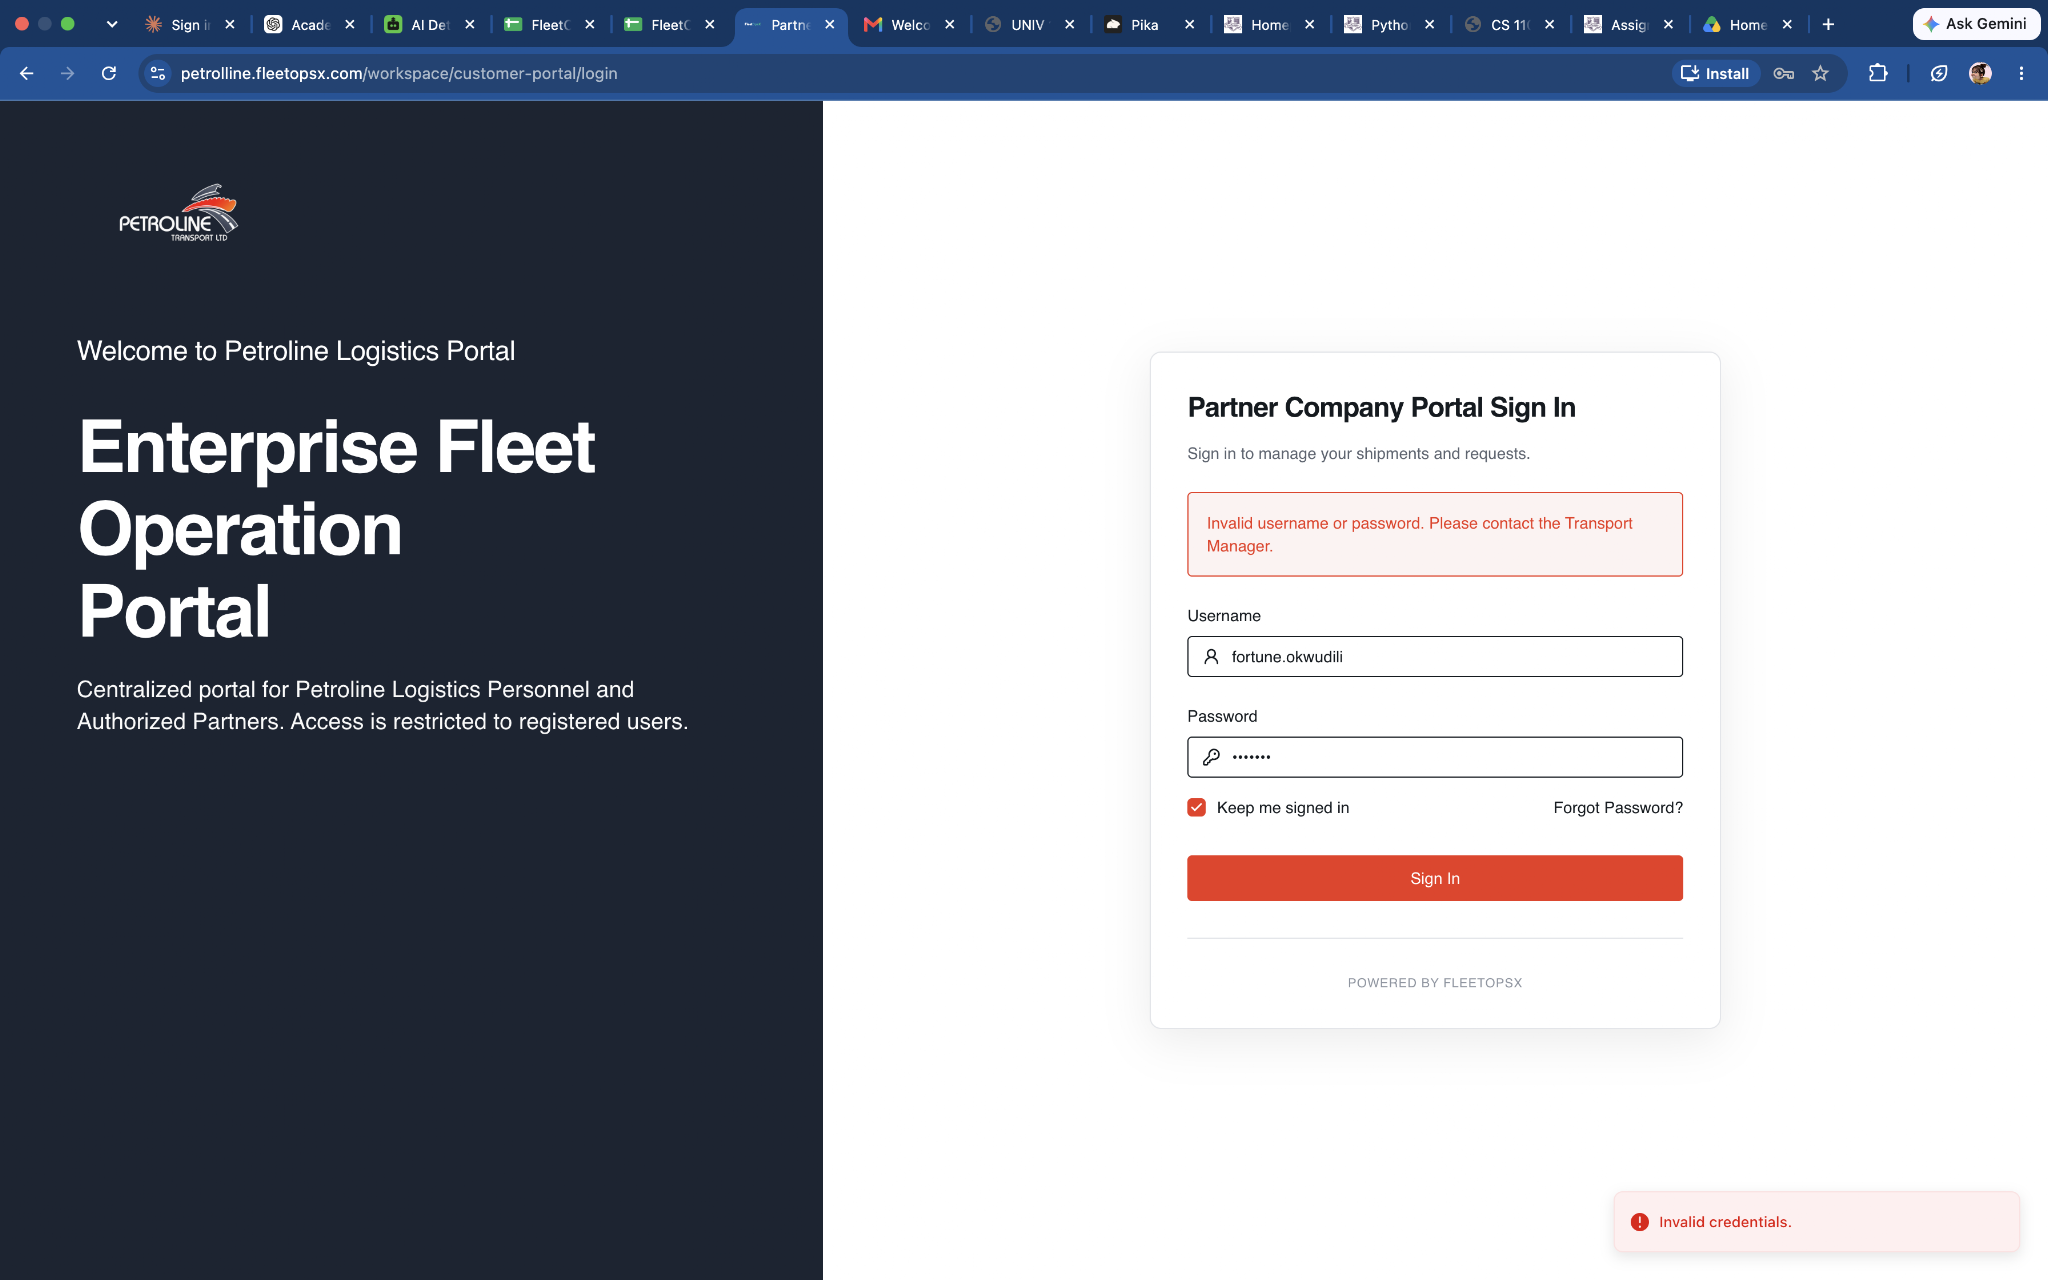 Sign i
Acade
AI Det
FleetC
FleetC
Partne
Welco
UNIV
Pika
Home
Pytho
CS 110
Assig
Home
Ask Gemini
petrolline.fleetopsx.com/workspace/customer-portal/login
Install
PETROLINE
TRANSPORT LTD
Welcome to Petroline Logistics Portal
Enterprise Fleet
Operation
Portal
Centralized portal for Petroline Logistics Personnel and
Authorized Partners. Access is restricted to registered users.
Partner Company Portal Sign In
Sign in to manage your shipments and requests.
Invalid username or password. Please contact the Transport
Manager.
Username
fortune.okwudili
Password
•••••••
Keep me signed in
Forgot Password?
Sign In
POWERED BY FLEETOPSX
Invalid credentials.